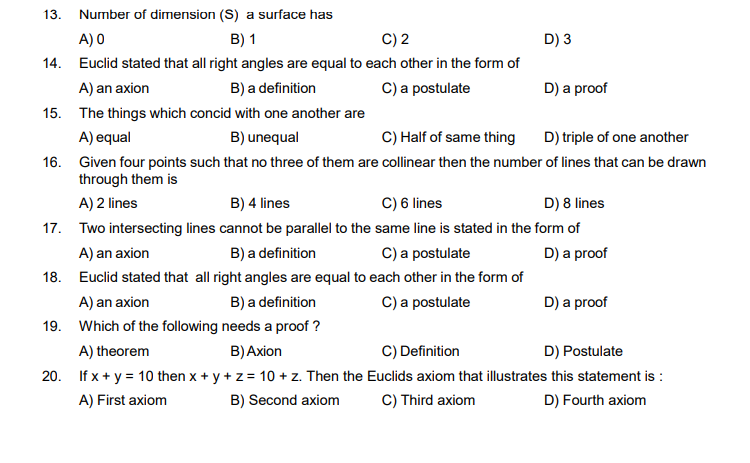 13. Number of dimension (S) a surface has
A) 0 B) 1 C) 2 D) 3
14. Euclid stated that all right angles are equal to each other in the form of
A) an axion B) a definition C) a postulate D) a proof
15. The things which concid with one another are
A) equal B) unequal C) Half of same thing D) triple of one another
16. Given four points such that no three of them are collinear then the number of lines that can be drawn
through them is
A) 2 lines B) 4 lines C) 6 lines D) 8 lines
17. Two intersecting lines cannot be parallel to the same line is stated in the form of
A) an axion B) a definition C) a postulate D) a proof
18. Euclid stated that all right angles are equal to each other in the form of
A) an axion B) a definition C) a postulate D) a proof
19. Which of the following needs a proof ?
A) theorem B) Axion C) Definition D) Postulate
20. If x + y = 10 then x + y + z = 10 + z. Then the Euclids axiom that illustrates this statement is :
A) First axiom B) Second axiom C) Third axiom D) Fourth axiom